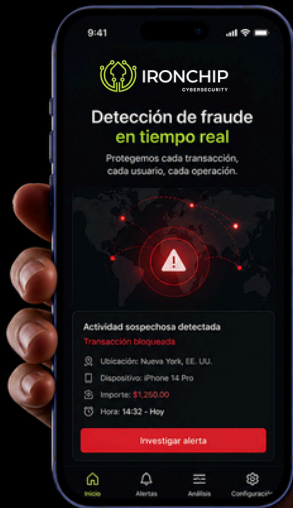 9:41
IRONCHIP
CYBERSECURITY
Detección de fraude
en tiempo real
Protegemos cada transacción,
cada usuario, cada operación.
Actividad sospechosa detectada
Transacción bloqueada
Ubicación: Nueva York, EE. UU.
Dispositivo: iPhone 14 Pro
Importe: $1,250.00
Hora: 14:32 - Hoy
Investigar alerta
Inicio
Alertas
Análisis